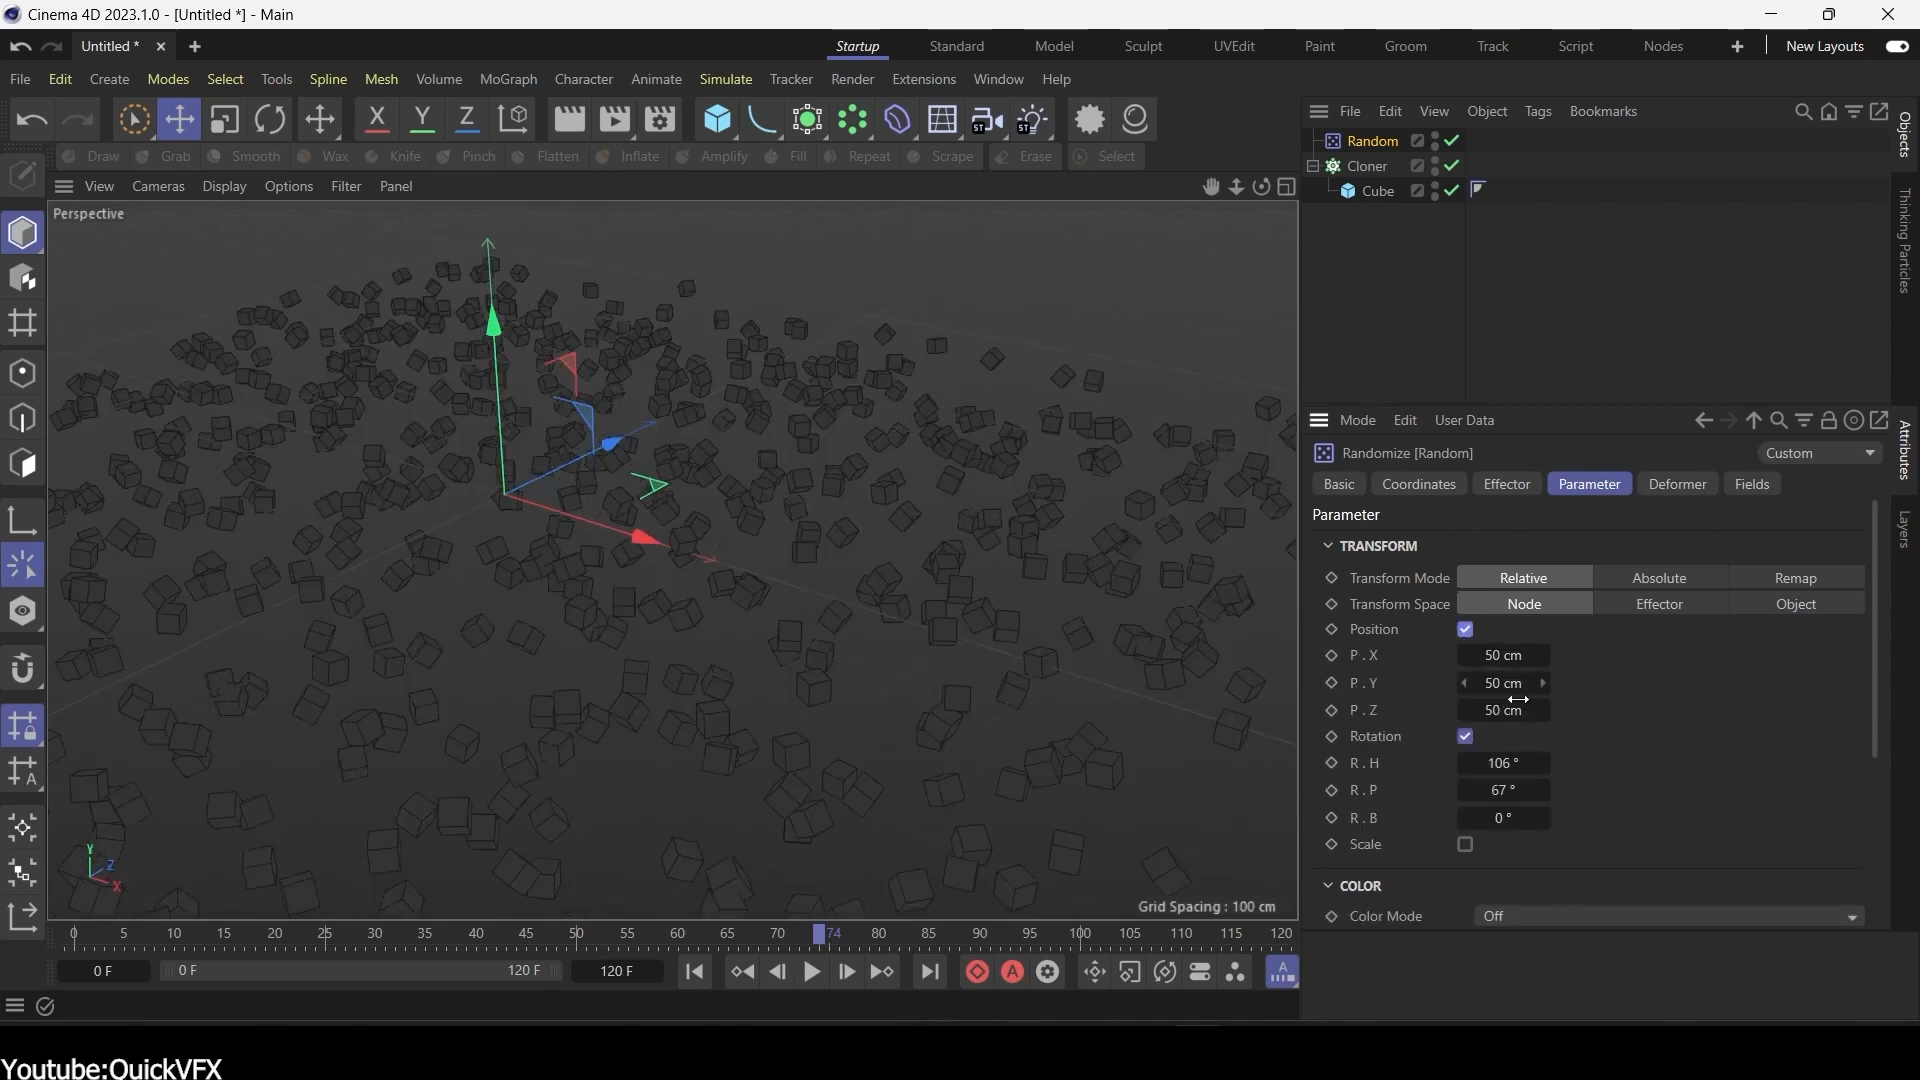 Cinema 4D 2023.1.0 - [Untitled *] - Main
Untitled *
Startup Standard Model Sculpt UVEdit Paint Groom Track Script Nodes New Layouts
File Edit Create Modes Select Tools Spline Mesh Volume MoGraph Character Animate Simulate Tracker Render Extensions Window Help
X Y Z ST ST
File Edit View Object Tags Bookmarks
Draw Grab Smooth Wax Knife Pinch Flatten Inflate Amplify Fill Repeat Scrape Erase Select
Random
Cloner
Cube
Objects
Thinking Particles
View Cameras Display Options Filter Panel
Perspective
Mode Edit User Data
Attributes
Layers
Randomize [Random] Custom
Basic Coordinates Effector Parameter Deformer Fields
Parameter
TRANSFORM
Transform Mode Relative Absolute Remap
Transform Space Node Effector Object
Position
P . X 50 cm
P . Y 50 cm
P . Z 50 cm
Rotation
R . H 106 °
R . P 67 °
R . B 0 °
Scale
COLOR
Color Mode Off
A
Y
Z
X
Grid Spacing : 100 cm
0 5 10 15 20 25 30 35 40 45 50 55 60 65 70 74 80 85 90 95 100 105 110 115 120
0 F 0 F 120 F 120 F A A
Youtube:QuickVFX